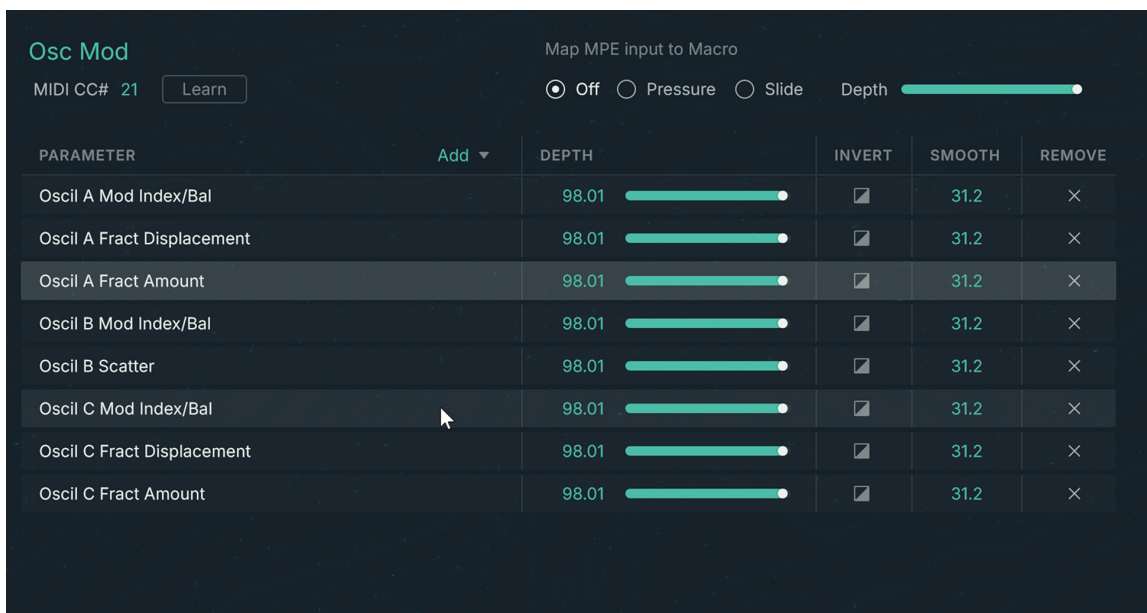 Osc Mod
Map MPE input to Macro
MIDI CC# 21 Learn
Off Pressure Slide Depth
PARAMETER Add DEPTH INVERT SMOOTH REMOVE
Oscil A Mod Index/Bal 98.01 31.2
Oscil A Fract Displacement 98.01 31.2
Oscil A Fract Amount 98.01 31.2
Oscil B Mod Index/Bal 98.01 31.2
Oscil B Scatter 98.01 31.2
Oscil C Mod Index/Bal 98.01 31.2
Oscil C Fract Displacement 98.01 31.2
Oscil C Fract Amount 98.01 31.2